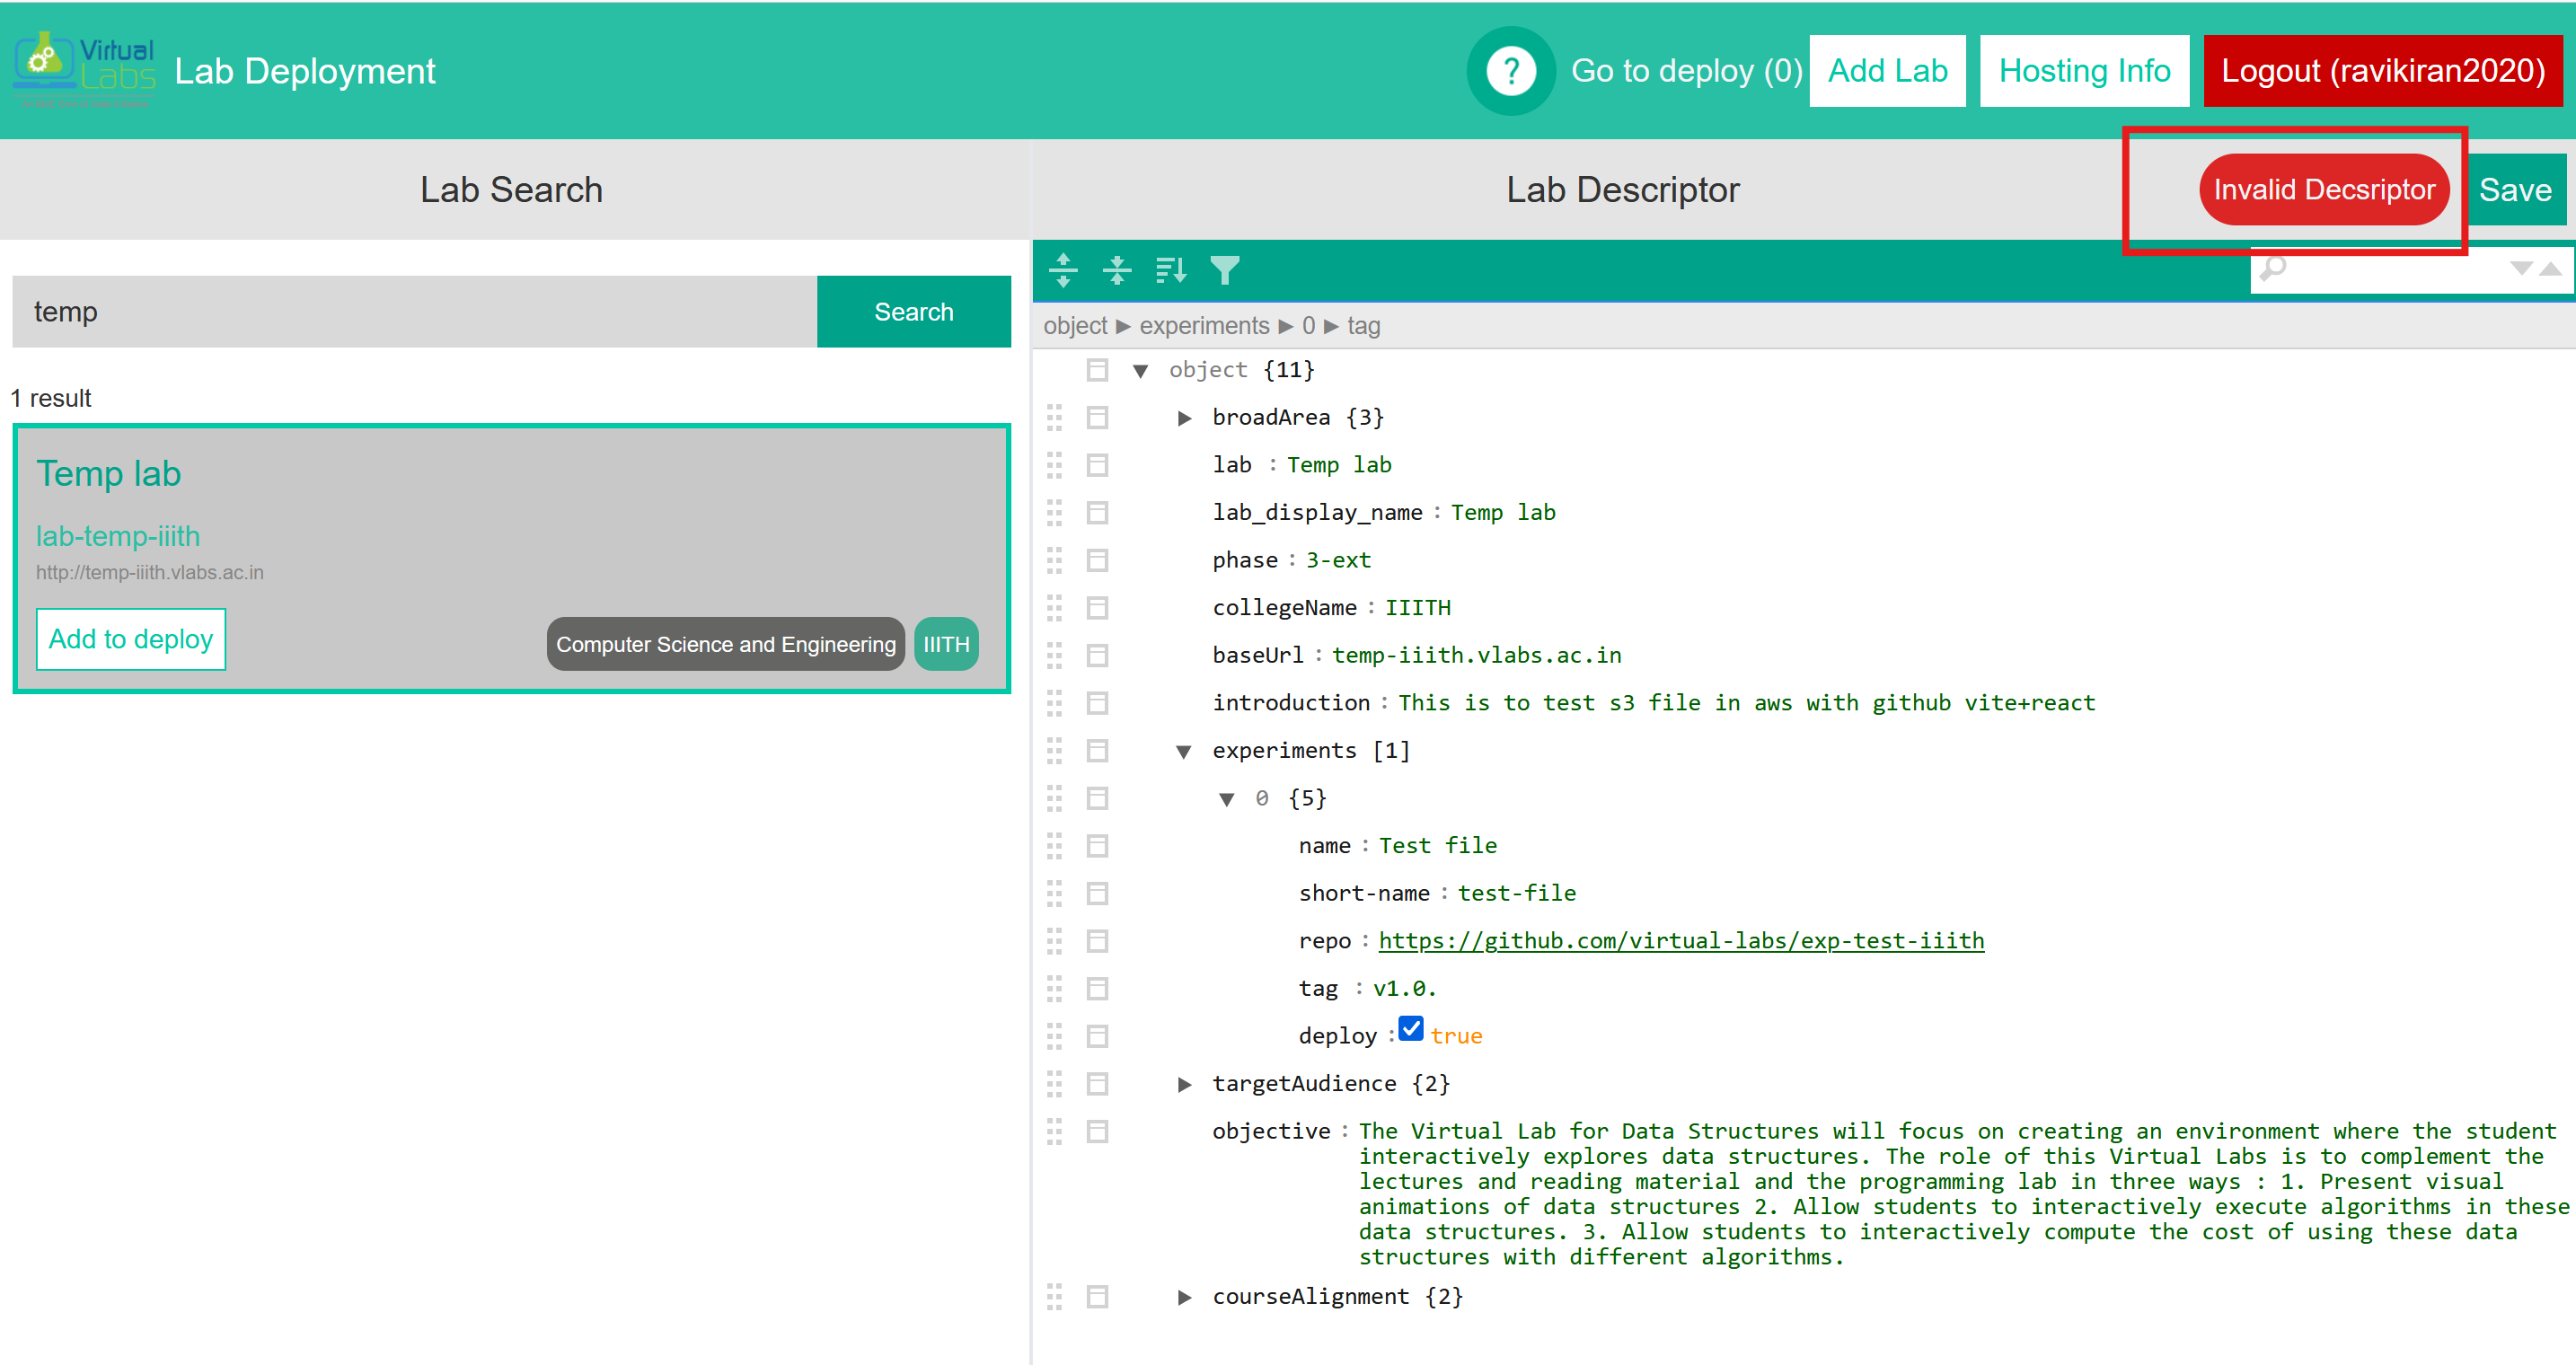 Virtual
Labs
Lab Deployment
?
Go to deploy (0)
Add Lab
Hosting Info
Logout (ravikiran2020)
Lab Search
Lab Descriptor
Invalid Decsriptor
Save
temp
Search
1 result
Temp lab
lab-temp-iiith
http://temp-iiith.vlabs.ac.in
Add to deploy
Computer Science and Engineering
IIITH
object ► experiments ► 0 ► tag
object {11}
broadArea {3}
lab : Temp lab
lab_display_name : Temp lab
phase : 3-ext
collegeName : IIITH
baseUrl : temp-iiith.vlabs.ac.in
introduction : This is to test s3 file in aws with github vite+react
experiments [1]
0 {5}
name : Test file
short-name : test-file
repo : https://github.com/virtual-labs/exp-test-iiith
tag : v1.0.
deploy : true
targetAudience {2}
objective : The Virtual Lab for Data Structures will focus on creating an environment where the student
interactively explores data structures. The role of this Virtual Labs is to complement the
lectures and reading material and the programming lab in three ways : 1. Present visual
animations of data structures 2. Allow students to interactively execute algorithms in these
data structures. 3. Allow students to interactively compute the cost of using these data
structures with different algorithms.
courseAlignment {2}